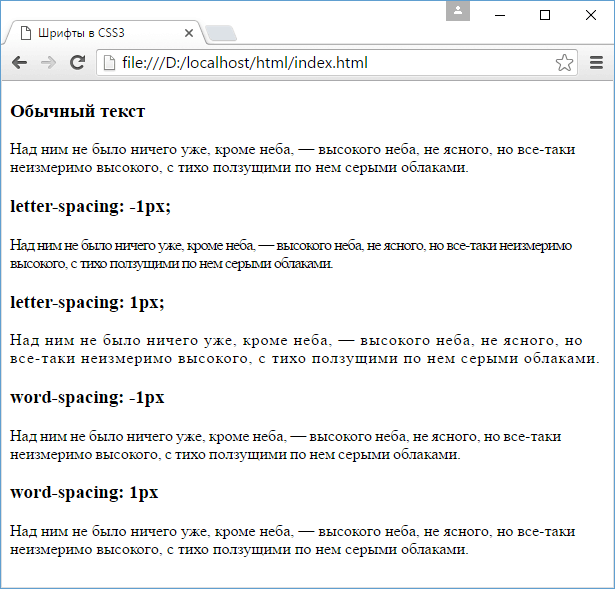 Шрифты в CSS3
file:///D:/localhost/html/index.html
Обычный текст
Над ним не было ничего уже, кроме неба, — высокого неба, не ясного, но все-таки
неизмеримо высокого, с тихо ползущими по нем серыми облаками.
letter-spacing: -1px;
Над ним не было ничего уже, кроме неба, — высокого неба, не ясного, но все-таки неизмеримо
высокого, с тихо ползущими по нем серыми облаками.
letter-spacing: 1px;
Над ним не было ничего уже, кроме неба, — высокого неба, не ясного, но
все-таки неизмеримо высокого, с тихо ползущими по нем серыми облаками.
word-spacing: -1px
Над ним не было ничего уже, кроме неба, — высокого неба, не ясного, но все-таки
неизмеримо высокого, с тихо ползущими по нем серыми облаками.
word-spacing: 1px
Над ним не было ничего уже, кроме неба, — высокого неба, не ясного, но все-таки
неизмеримо высокого, с тихо ползущими по нем серыми облаками.